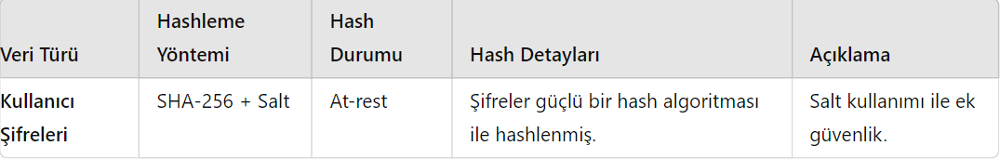 Veri Türü
Hashleme
Yöntemi
Hash
Durumu
Hash Detayları
Açıklama
Kullanıcı
Şifreleri
SHA-256 + Salt
At-rest
Şifreler güçlü bir hash algoritması
ile hashlenmiş.
Salt kullanımı ile ek
güvenlik.